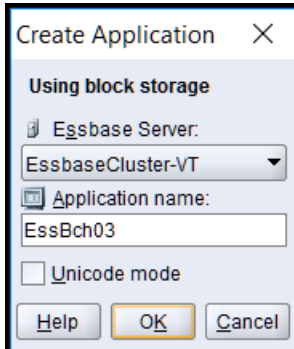 Create Application
Using block storage
Essbase Server:
EssbaseCluster-VT
Application name:
EssBch03
Unicode mode
Help
OK
Cancel